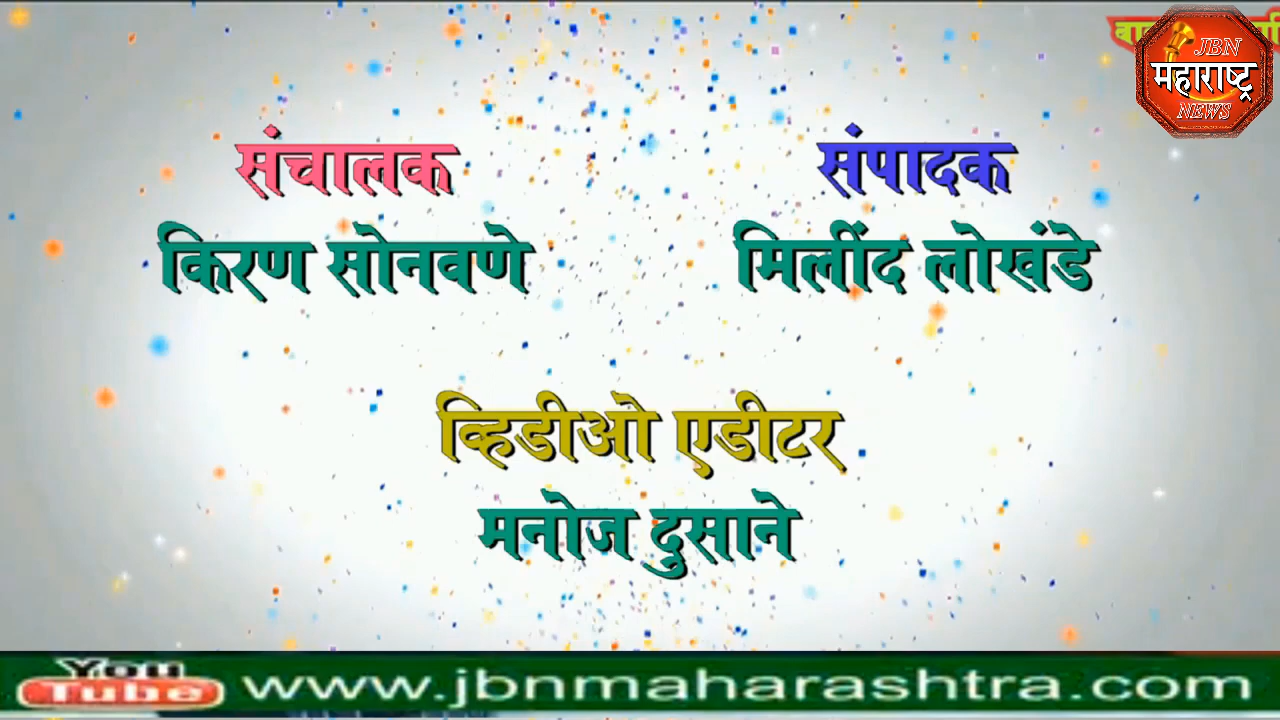 JBN
महाराष्ट्र
NEWS
संचालक
संपादक
किरण सोनवणे
मिलींद लोखंडे
व्हिडीओ एडीटर
मनोज दुसाने
You
Tube
www.jbnmaharashtra.com